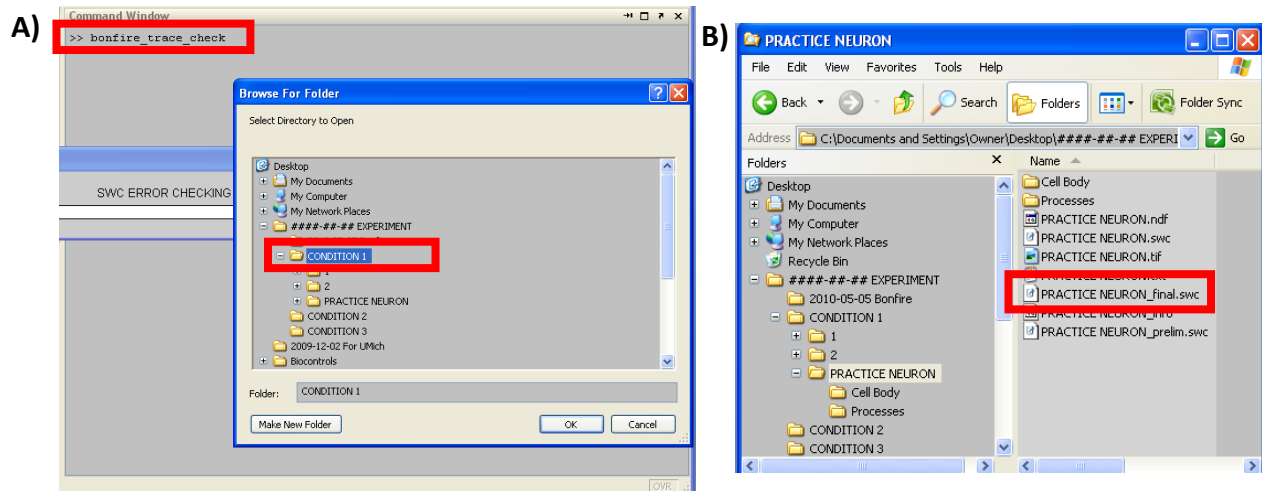 A)
Command Window
>> bonfire_trace_check
Browse For Folder
Select Directory to Open
SWC ERROR CHECKING
Desktop
My Documents
My Computer
My Network Places
####-##-## EXPERIMENT
CONDITION 1
1
2
PRACTICE NEURON
CONDITION 2
CONDITION 3
2009-12-02 For UMich
Biocontrols
Folder:
CONDITION 1
Make New Folder
OK
Cancel
OVR
B)
PRACTICE NEURON
File Edit View Favorites Tools Help
Back Search Folders Folder Sync
Address C:\Documents and Settings\Owner\Desktop\####-##-## EXPERI Go
Folders
Desktop
My Documents
My Computer
My Network Places
Recycle Bin
####-##-## EXPERIMENT
2010-05-05 Bonfire
CONDITION 1
1
2
PRACTICE NEURON
Cell Body
Processes
CONDITION 2
CONDITION 3
Name
Cell Body
Processes
PRACTICE NEURON.ndf
PRACTICE NEURON.swc
PRACTICE NEURON.tif
PRACTICE NEURON_final.swc
PRACTICE NEURON_info
PRACTICE NEURON_prelim.swc